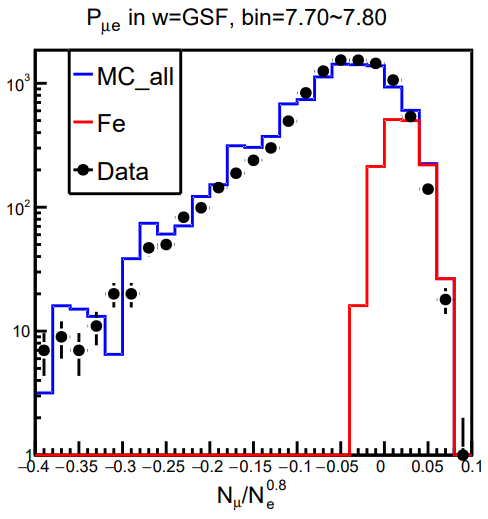 Pμe in w=GSF, bin=7.70~7.80
MC_all
Fe
Data
10³
10²
10
1
−0.4 −0.35 −0.3 −0.25 −0.2 −0.15 −0.1 −0.05 0 0.05 0.1
Nμ/Ne^0.8